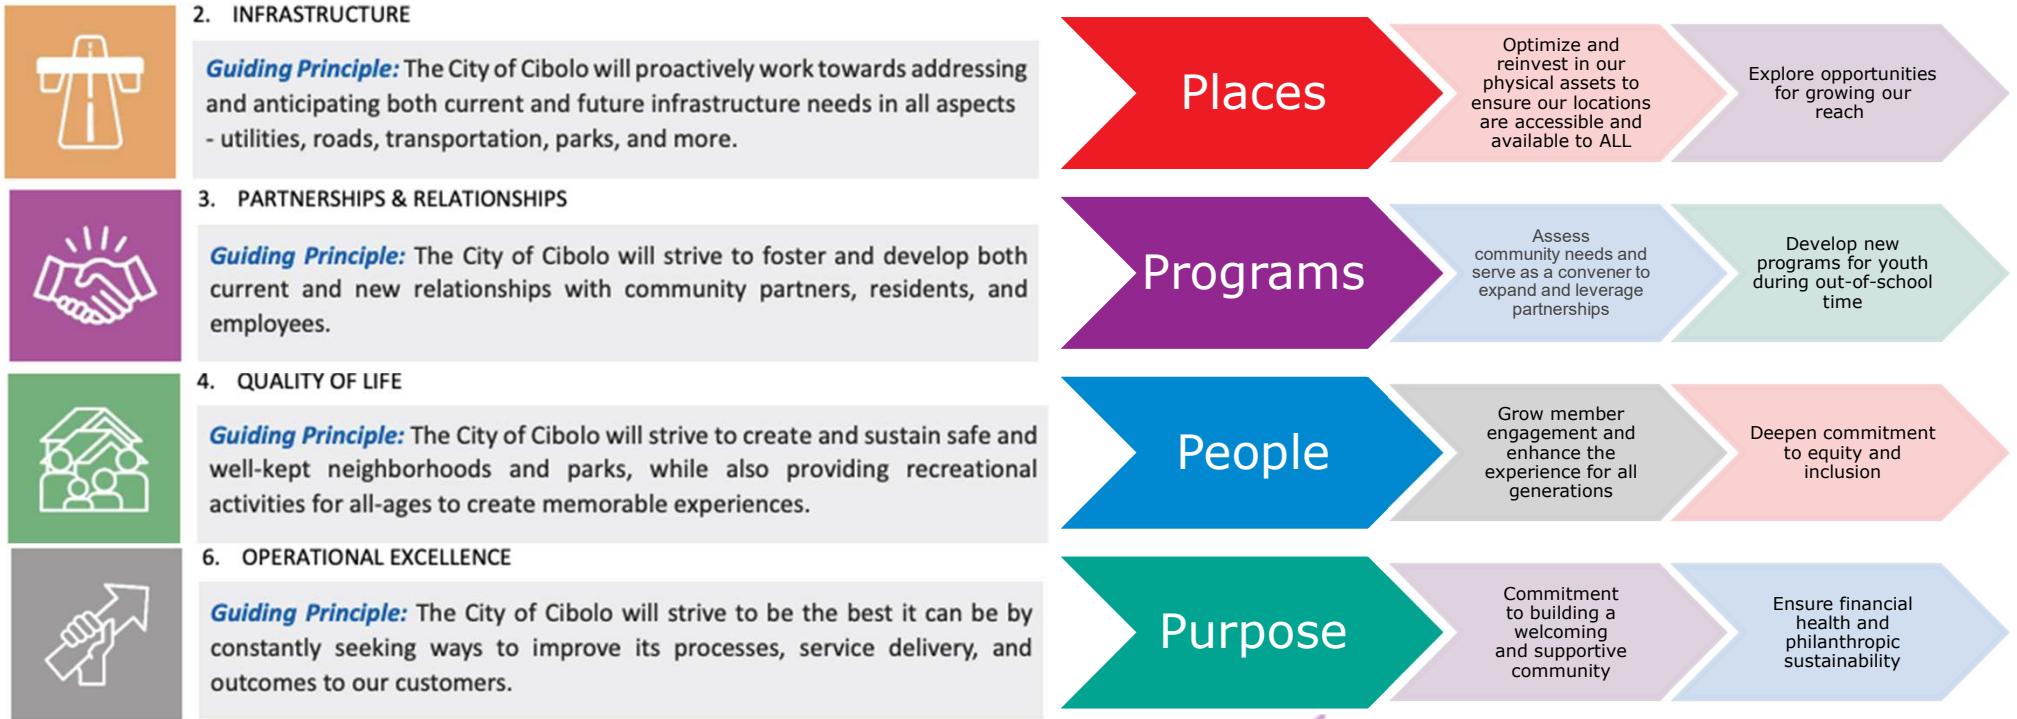 2. INFRASTRUCTURE
Guiding Principle: The City of Cibolo will proactively work towards addressing
and anticipating both current and future infrastructure needs in all aspects
- utilities, roads, transportation, parks, and more.
3. PARTNERSHIPS & RELATIONSHIPS
Guiding Principle: The City of Cibolo will strive to foster and develop both
current and new relationships with community partners, residents, and
employees.
4. QUALITY OF LIFE
Guiding Principle: The City of Cibolo will strive to create and sustain safe and
well-kept neighborhoods and parks, while also providing recreational
activities for all-ages to create memorable experiences.
6. OPERATIONAL EXCELLENCE
Guiding Principle: The City of Cibolo will strive to be the best it can be by
constantly seeking ways to improve its processes, service delivery, and
outcomes to our customers.
Places
Optimize and
reinvest in our
physical assets to
ensure our locations
are accessible and
available to ALL
Explore opportunities
for growing our
reach
Programs
Assess
community needs and
serve as a convener to
expand and leverage
partnerships
Develop new
programs for youth
during out-of-school
time
People
Grow member
engagement and
enhance the
experience for all
generations
Deepen commitment
to equity and
inclusion
Purpose
Commitment
to building a
welcoming
and supportive
community
Ensure financial
health and
philanthropic
sustainability